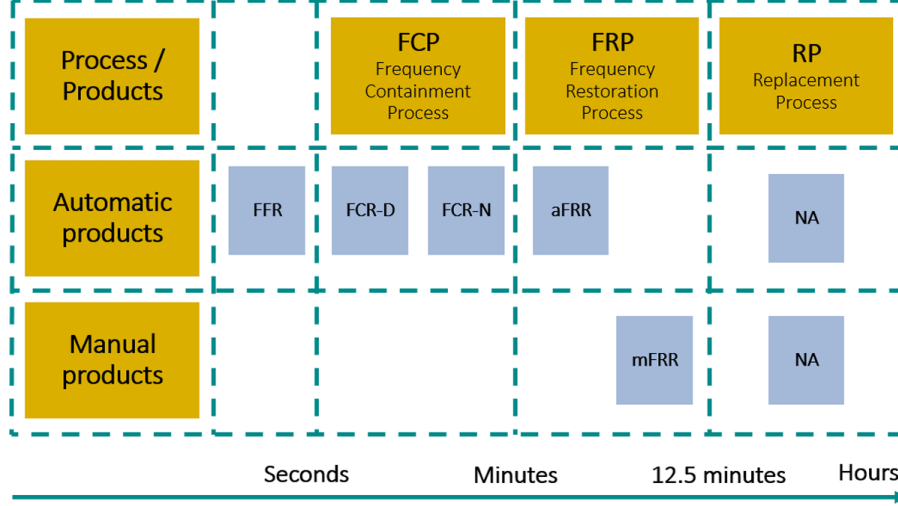 Process /
Products
FCP
Frequency
Containment
Process
FRP
Frequency
Restoration
Process
RP
Replacement
Process
Automatic
products
FFR
FCR-D
FCR-N
aFRR
NA
Manual
products
mFRR
NA
Seconds
Minutes
12.5 minutes
Hours